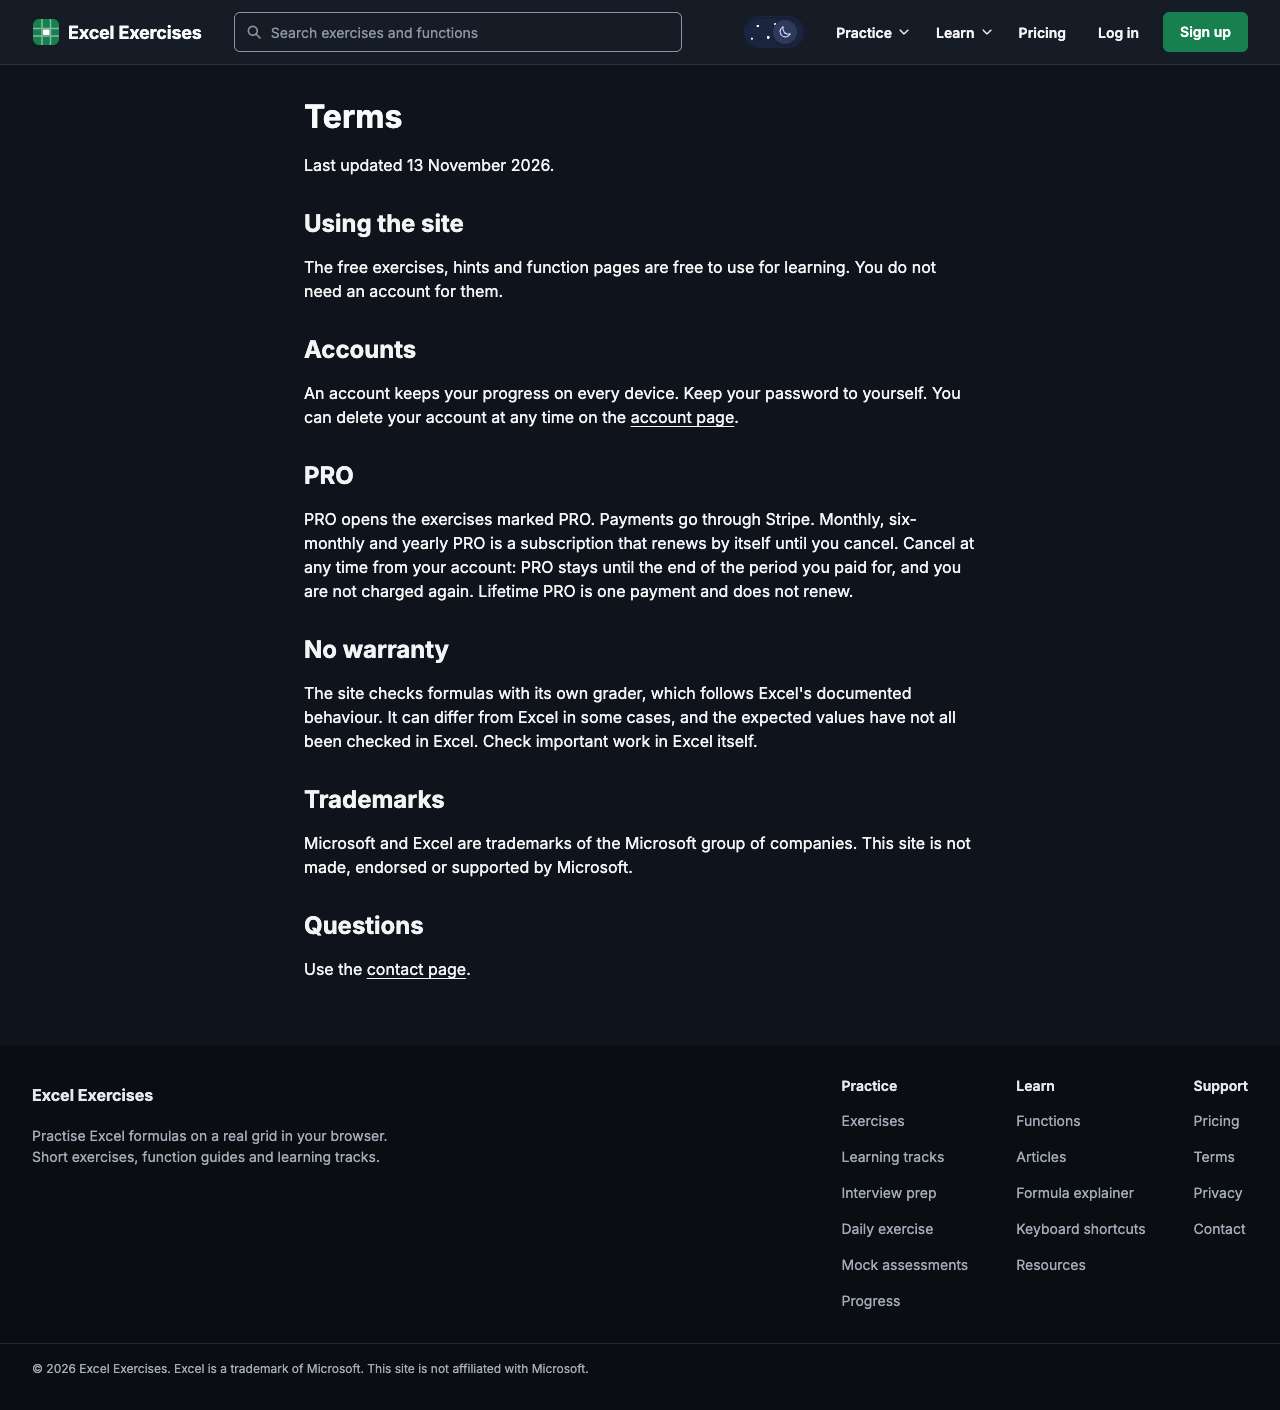 Excel Exercises
Search exercises and functions
Practice
Learn
Pricing
Log in
Sign up
Terms
Last updated 13 November 2026.
Using the site
The free exercises, hints and function pages are free to use for learning. You do not
need an account for them.
Accounts
An account keeps your progress on every device. Keep your password to yourself. You
can delete your account at any time on the account page.
PRO
PRO opens the exercises marked PRO. Payments go through Stripe. Monthly, six-
monthly and yearly PRO is a subscription that renews by itself until you cancel. Cancel at
any time from your account: PRO stays until the end of the period you paid for, and you
are not charged again. Lifetime PRO is one payment and does not renew.
No warranty
The site checks formulas with its own grader, which follows Excel's documented
behaviour. It can differ from Excel in some cases, and the expected values have not all
been checked in Excel. Check important work in Excel itself.
Trademarks
Microsoft and Excel are trademarks of the Microsoft group of companies. This site is not
made, endorsed or supported by Microsoft.
Questions
Use the contact page.
Excel Exercises
Practise Excel formulas on a real grid in your browser.
Short exercises, function guides and learning tracks.
Practice
Exercises
Learning tracks
Interview prep
Daily exercise
Mock assessments
Progress
Learn
Functions
Articles
Formula explainer
Keyboard shortcuts
Resources
Support
Pricing
Terms
Privacy
Contact
© 2026 Excel Exercises. Excel is a trademark of Microsoft. This site is not affiliated with Microsoft.